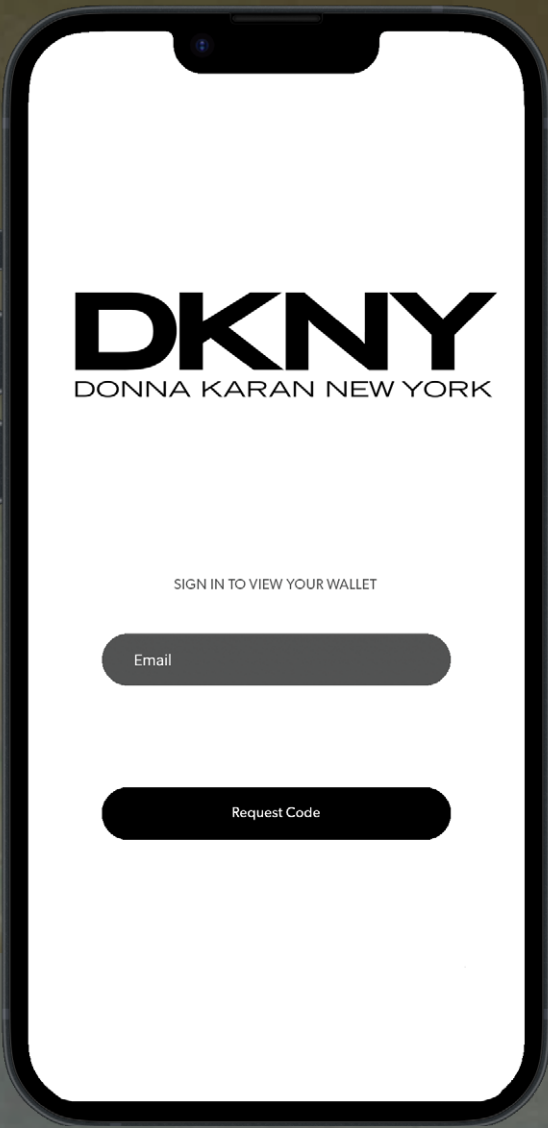 DKNY
DONNA KARAN NEW YORK
SIGN IN TO VIEW YOUR WALLET
Email
Request Code